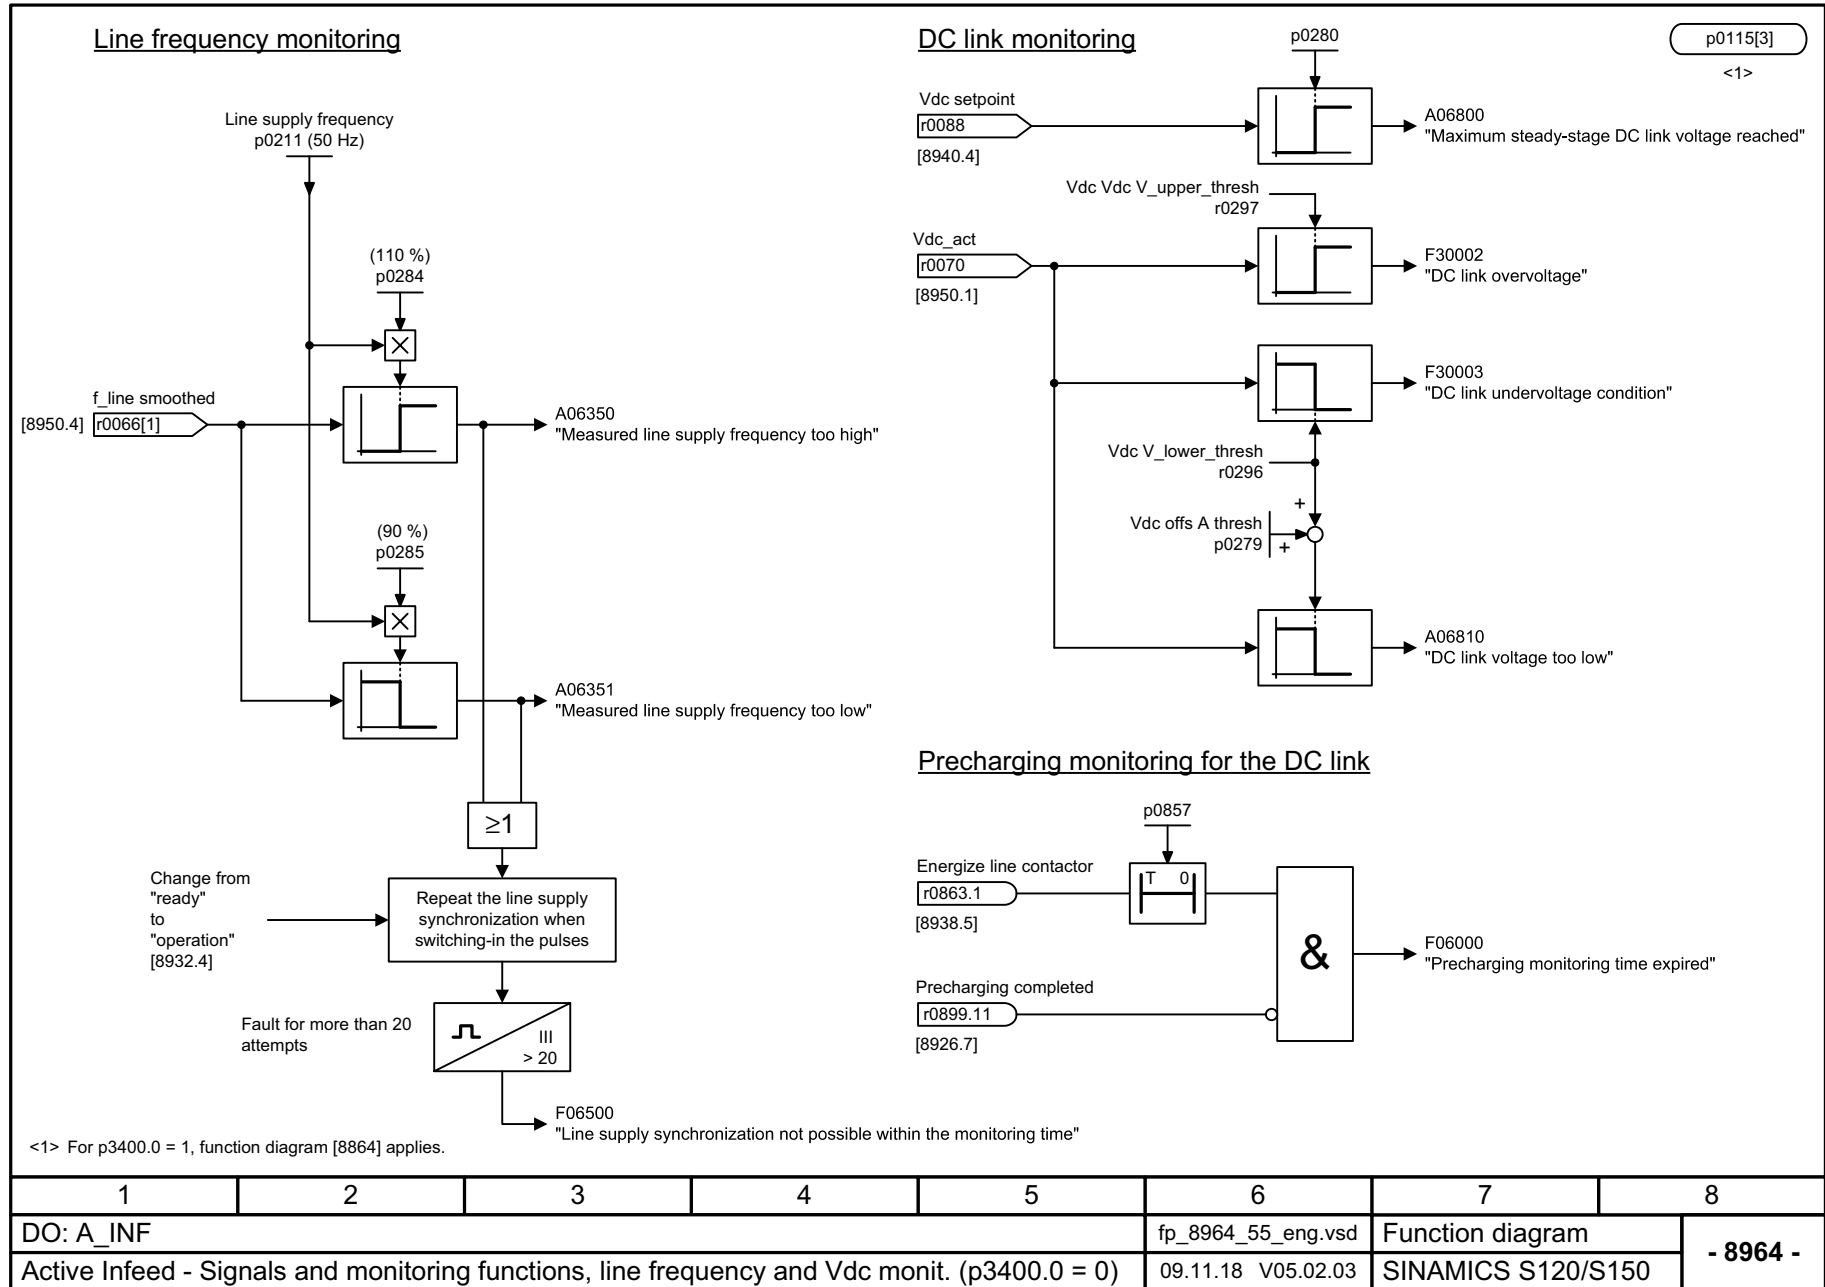 Line frequency monitoring
Line supply frequency
p0211 (50 Hz)
(110 %)
p0284
f_line smoothed
[8950.4] r0066[1]
A06350
"Measured line supply frequency too high"
(90 %)
p0285
A06351
"Measured line supply frequency too low"
≥1
Change from
"ready"
to
"operation"
[8932.4]
Repeat the line supply
synchronization when
switching-in the pulses
Fault for more than 20
attempts
III
> 20
F06500
"Line supply synchronization not possible within the monitoring time"
<1> For p3400.0 = 1, function diagram [8864] applies.
DC link monitoring
p0280
p0115[3]
<1>
Vdc setpoint
r0088
[8940.4]
A06800
"Maximum steady-stage DC link voltage reached"
Vdc Vdc V_upper_thresh
r0297
Vdc_act
r0070
[8950.1]
F30002
"DC link overvoltage"
F30003
"DC link undervoltage condition"
Vdc V_lower_thresh
r0296
+
Vdc offs A thresh
p0279
+
A06810
"DC link voltage too low"
Precharging monitoring for the DC link
p0857
Energize line contactor
r0863.1
[8938.5]
T 0
&
F06000
"Precharging monitoring time expired"
Precharging completed
r0899.11
[8926.7]
1 2 3 4 5 6 7 8
DO: A_INF
fp_8964_55_eng.vsd
Function diagram
- 8964 -
Active Infeed - Signals and monitoring functions, line frequency and Vdc monit. (p3400.0 = 0)
09.11.18 V05.02.03
SINAMICS S120/S150